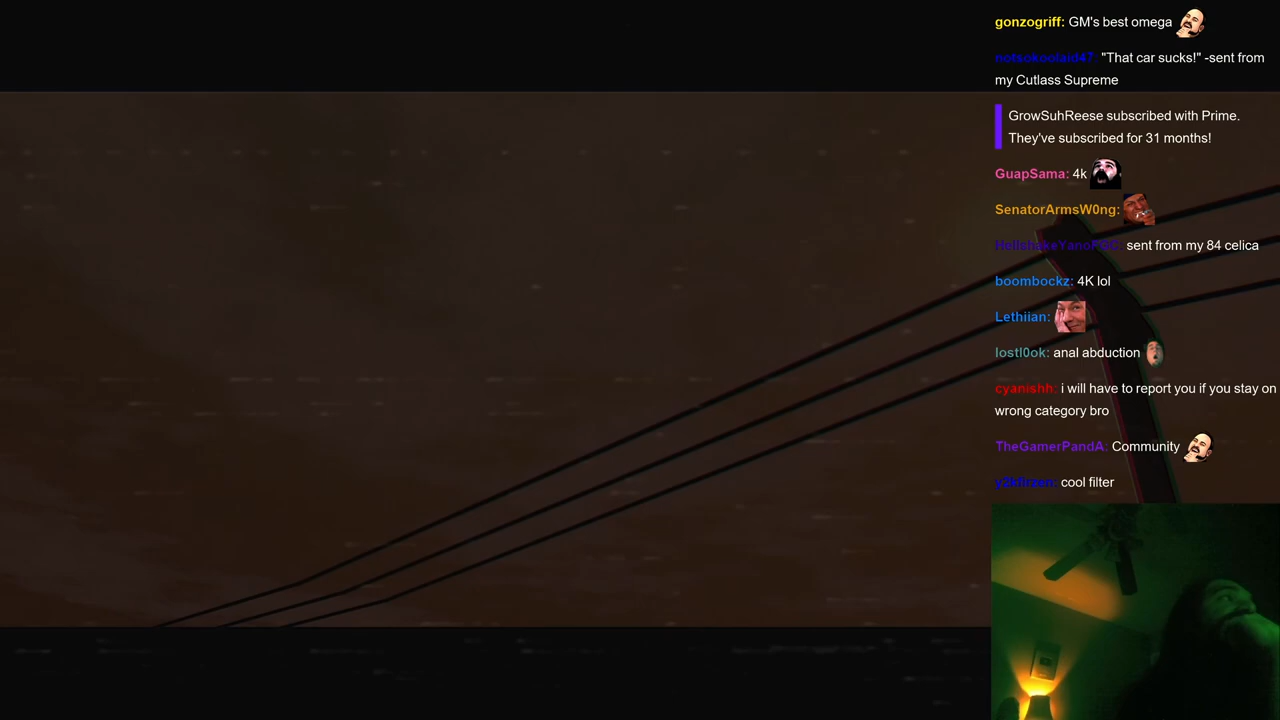 gonzogriff: GM's best omega
notsokoolaid47: "That car sucks!" -sent from
my Cutlass Supreme
GrowSuhReese subscribed with Prime.
They've subscribed for 31 months!
GuapSama: 4k
SenatorArmsW0ng:
HellshakeYanoFGC: sent from my 84 celica
boombockz: 4K lol
Lethiian:
lostl0ok: anal abduction
cyanishh: i will have to report you if you stay on
wrong category bro
TheGamerPandA: Community
y2kfirzen: cool filter